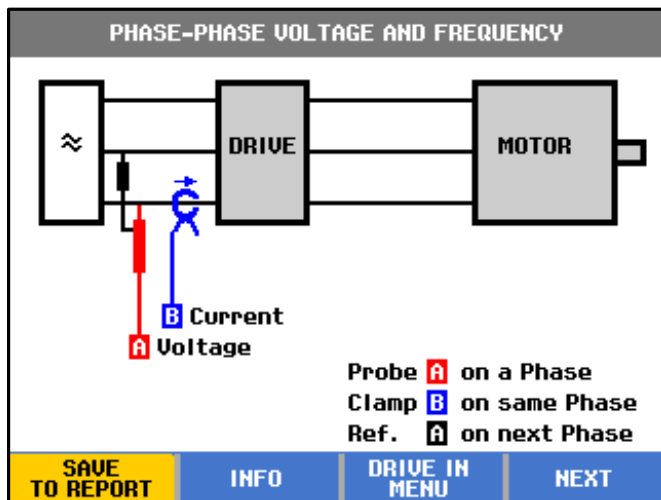 PHASE-PHASE VOLTAGE AND FREQUENCY
≈
DRIVE
MOTOR
B Current
A Voltage
Probe A on a Phase
Clamp B on same Phase
Ref. A on next Phase
SAVE
TO REPORT
INFO
DRIVE IN
MENU
NEXT